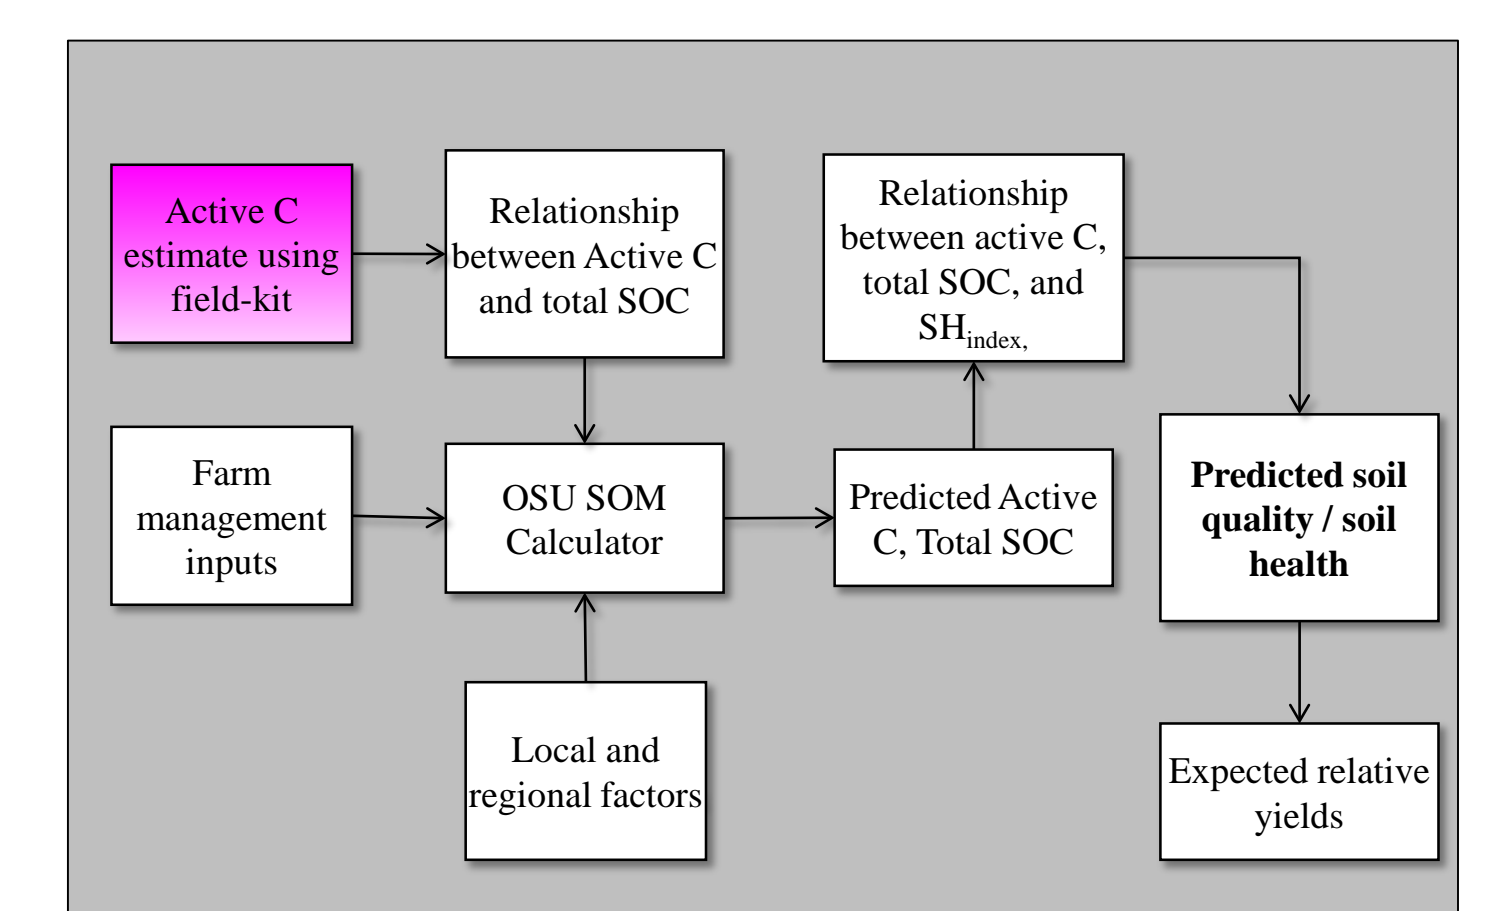 Active C
estimate using
field-kit
Relationship
between Active C
and total SOC
Relationship
between active C,
total SOC, and
SHindex,
Farm
management
inputs
OSU SOM
Calculator
Predicted Active
C, Total SOC
Predicted soil
quality / soil
health
Local and
regional factors
Expected relative
yields